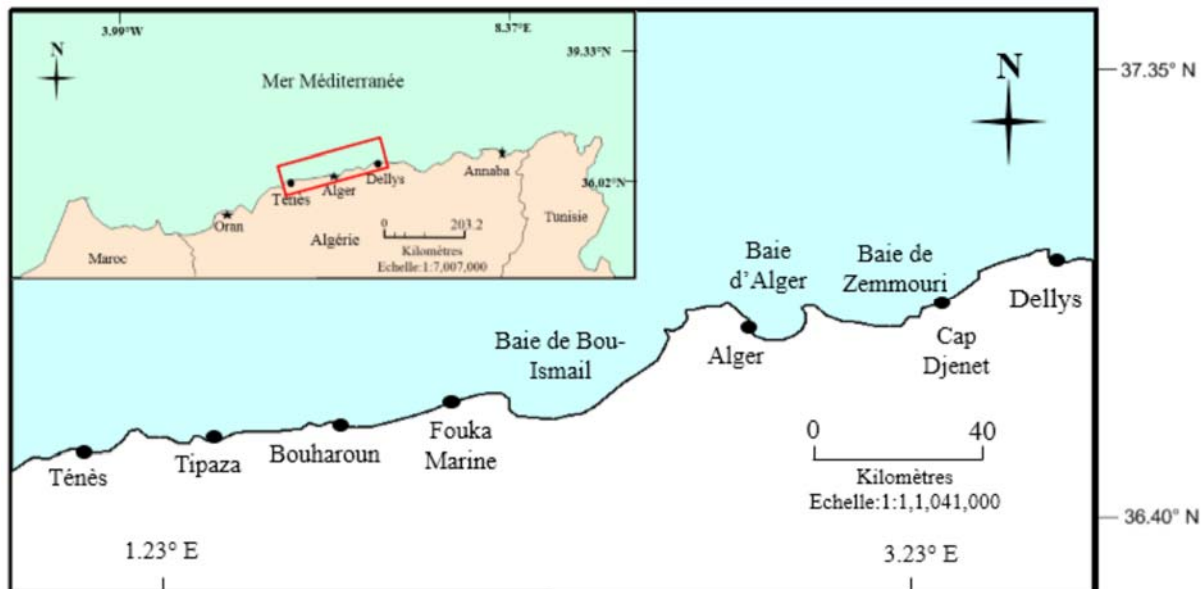 3.99°W
8.37°E
N
39.33°N
Mer Méditerranée
37.35° N
N
Annaba
Dellys
36.02°N
Alger
Ténès
Oran
0 203.2
Tunisie
Algérie
Kilomètres
Maroc
Echelle:1:7,007,000
Baie
d’Alger
Baie de
Zemmouri
Dellys
Baie de Bou-
Ismail
Alger
Cap
Djenet
Fouka
Marine
Bouharoun
Tipaza
Ténès
0 40
Kilomètres
Echelle:1:1,1,041,000
36.40° N
1.23° E
3.23° E